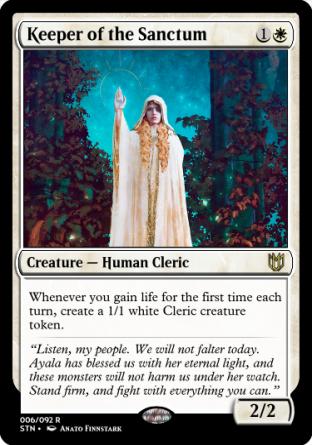 Keeper of the Sanctum 1
Creature — Human Cleric
Whenever you gain life for the first time each
turn, create a 1/1 white Cleric creature
token.
“Listen, my people. We will not falter today.
Ayala has blessed us with her eternal light, and
these monsters will not harm us under her watch.
Stand firm, and fight with everything you can.”
2/2
006/092 R
STN • Anato Finnstark